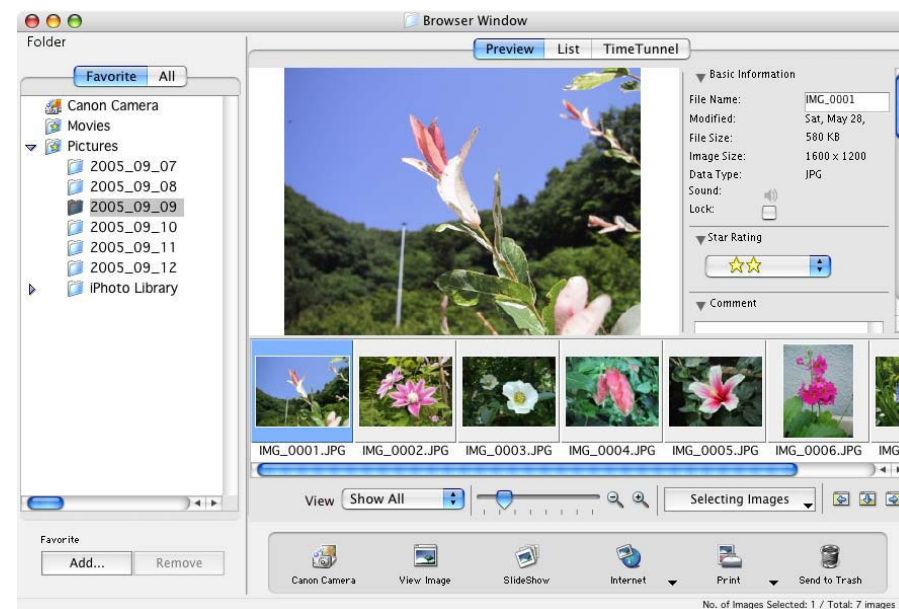 Browser Window
Folder
Favorite All
Canon Camera
Movies
Pictures
2005_09_07
2005_09_08
2005_09_09
2005_09_10
2005_09_11
2005_09_12
iPhoto Library
Favorite
Add... Remove
Preview List TimeTunnel
Basic Information
File Name: IMG_0001
Modified: Sat, May 28,
File Size: 580 KB
Image Size: 1600 x 1200
Data Type: JPG
Sound:
Lock:
Star Rating
Comment
IMG_0001.JPG IMG_0002.JPG IMG_0003.JPG IMG_0004.JPG IMG_0005.JPG IMG_0006.JPG IMG
View Show All Selecting Images
Canon Camera View Image SlideShow Internet Print Send to Trash
No. of Images Selected: 1 / Total: 7 images